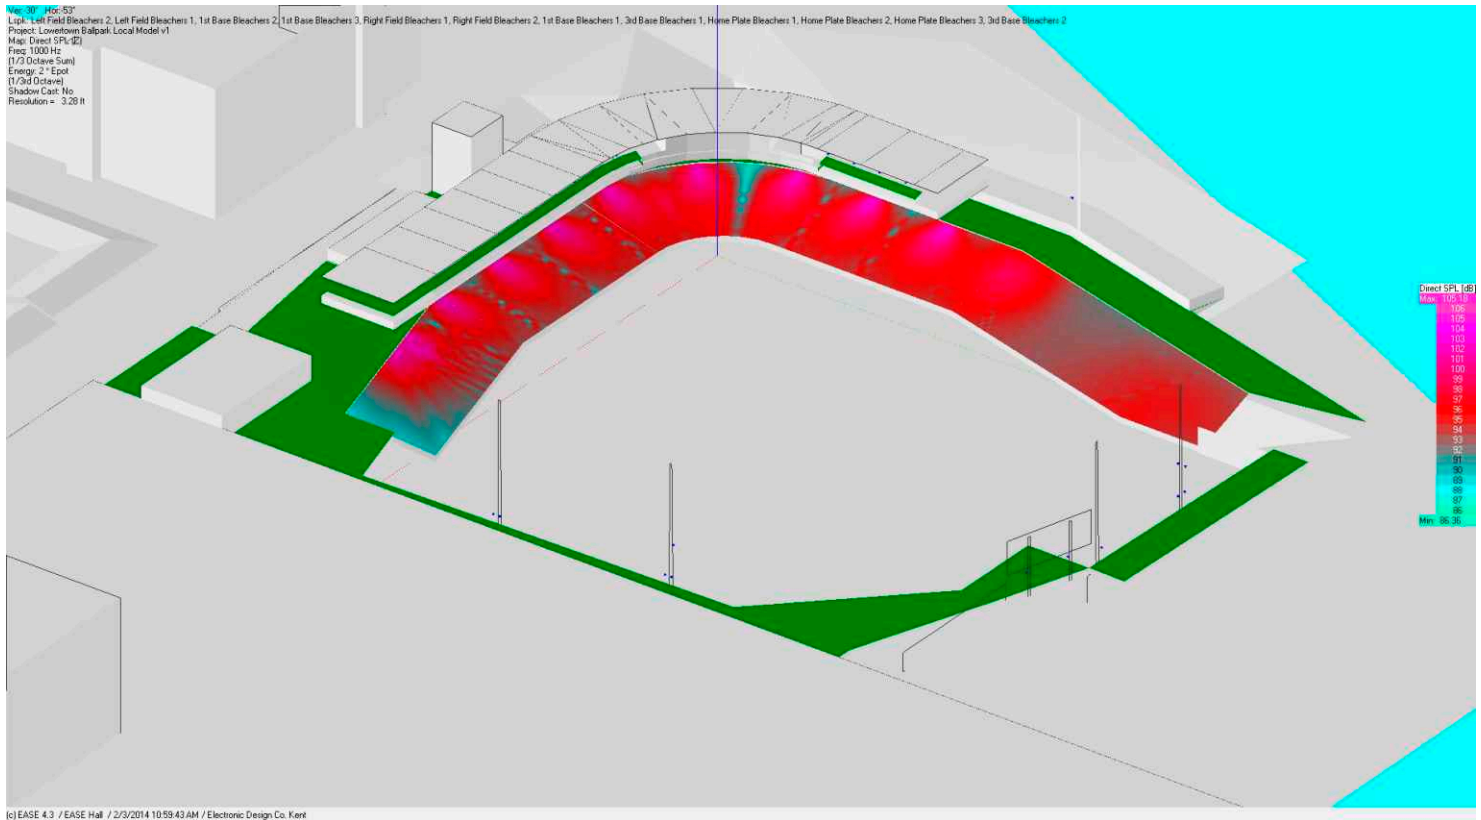 Ver:-30° Hor:-53°
Lspk: Left Field Bleachers 2, Left Field Bleachers 1, 1st Base Bleachers 2, 1st Base Bleachers 3, Right Field Bleachers 1, Right Field Bleachers 2, 1st Base Bleachers 1, 3rd Base Bleachers 1, Home Plate Bleachers 1, Home Plate Bleachers 2, Home Plate Bleachers 3, 3rd Base Bleachers 2
Project: Lowertown Ballpark Local Model v1
Map: Direct SPL
Freq: 1000 Hz
(1/3 Octave Sum)
Energy: 2 * Epot
(1/3rd Octave)
Shadow Cast: No
Resolution = 3.28 ft
Direct SPL [dB]
Max: 105.18
106
105
104
103
102
101
100
99
98
97
96
95
94
93
92
91
90
89
88
87
86
Min: 86.36
(c) EASE 4.3 / EASE Hall / 2/3/2014 10:59:43 AM / Electronic Design Co. Kent